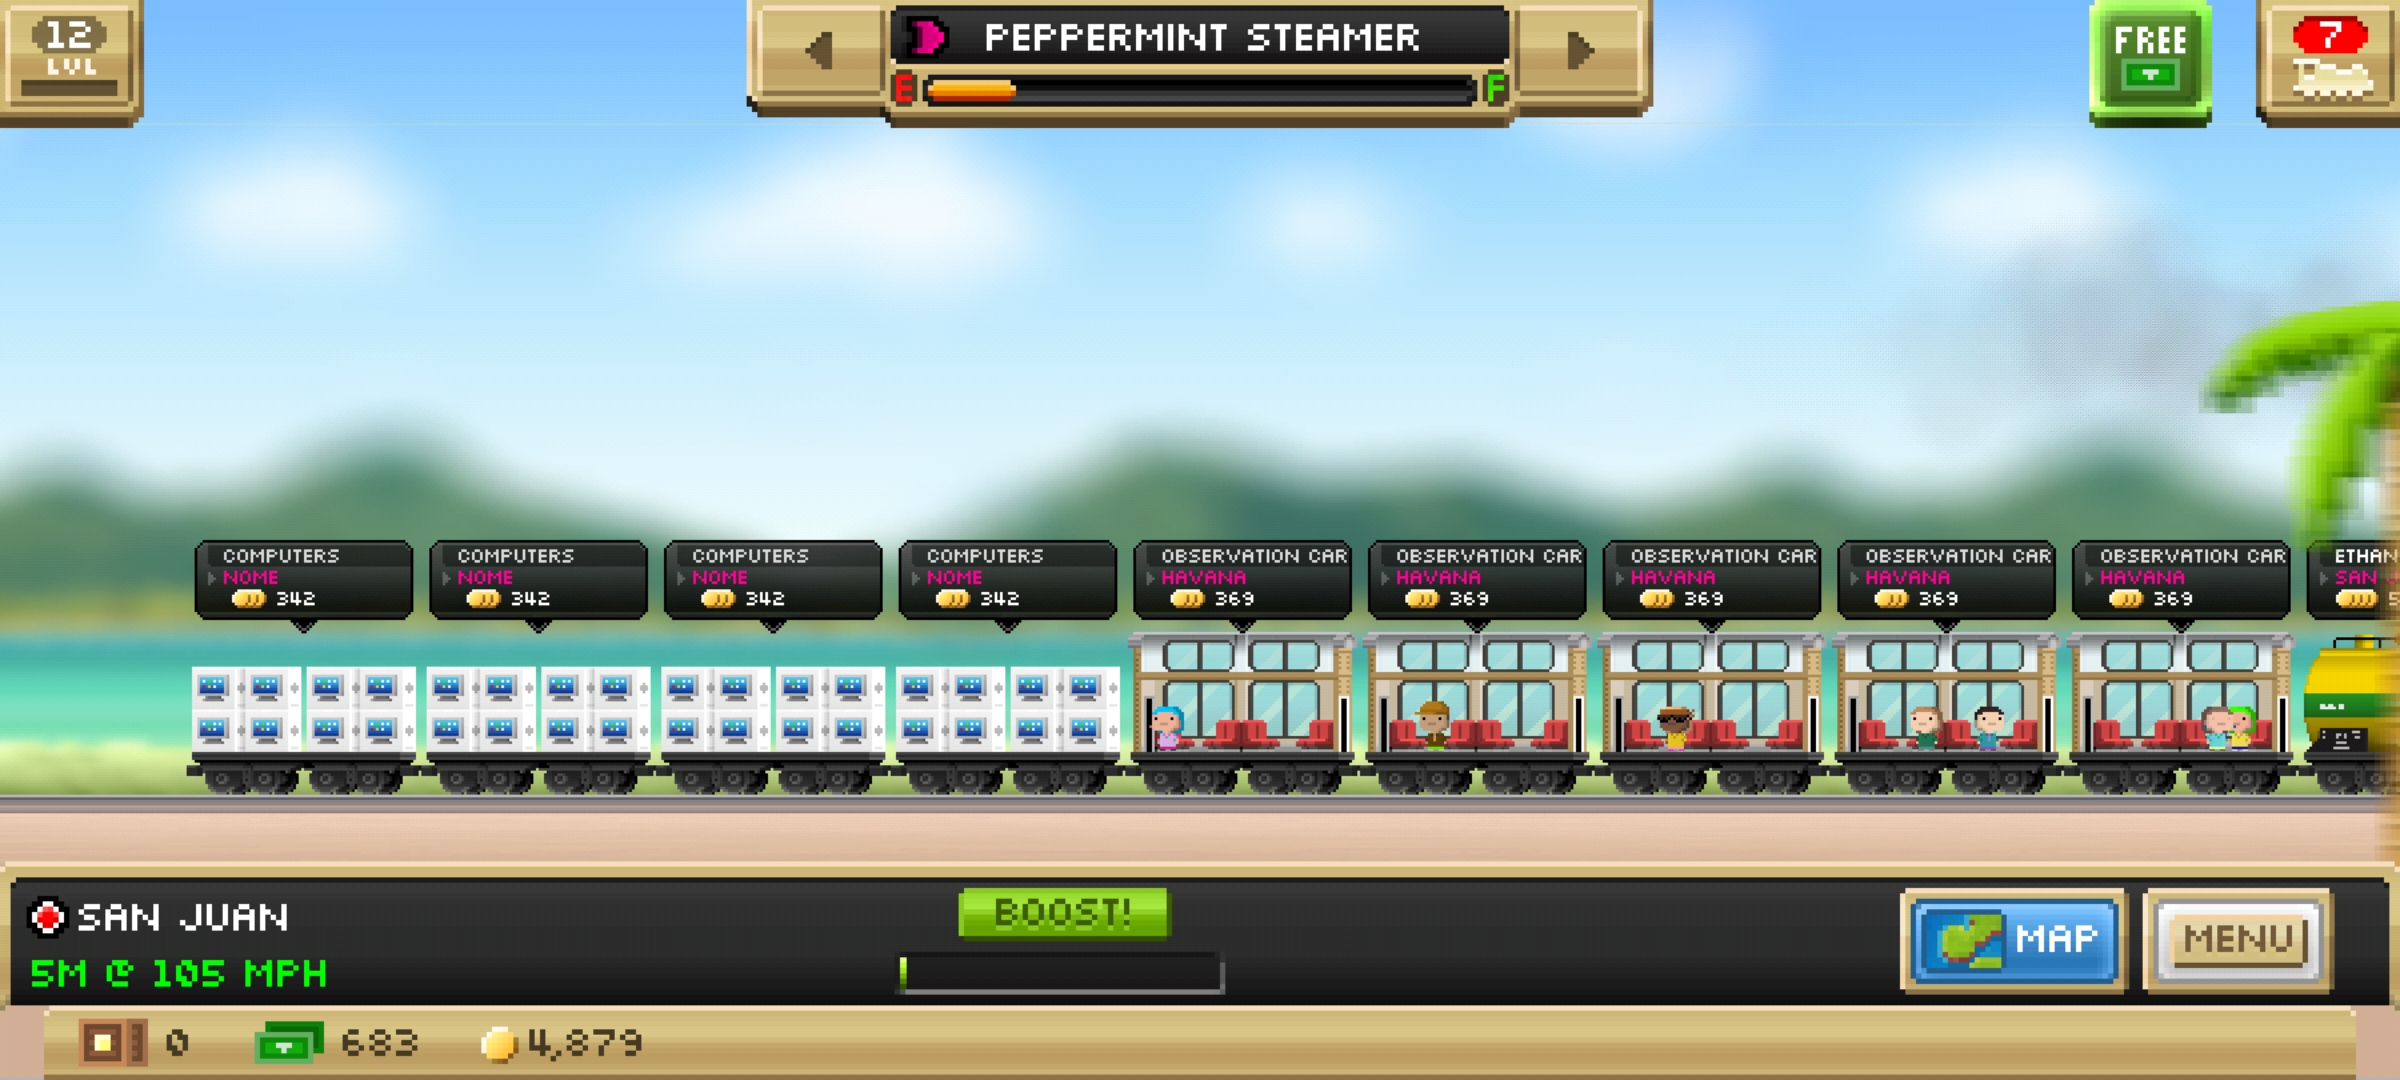 12
LVL
PEPPERMINT STEAMER
E F
FREE
7
COMPUTERS
NOME
342
COMPUTERS
NOME
342
COMPUTERS
NOME
342
COMPUTERS
NOME
342
OBSERVATION CAR
HAVANA
369
OBSERVATION CAR
HAVANA
369
OBSERVATION CAR
HAVANA
369
OBSERVATION CAR
HAVANA
369
OBSERVATION CAR
HAVANA
369
ETHAN
SAN
SAN JUAN
5M @ 105 MPH
BOOST!
MAP
MENU
0 683 4,879